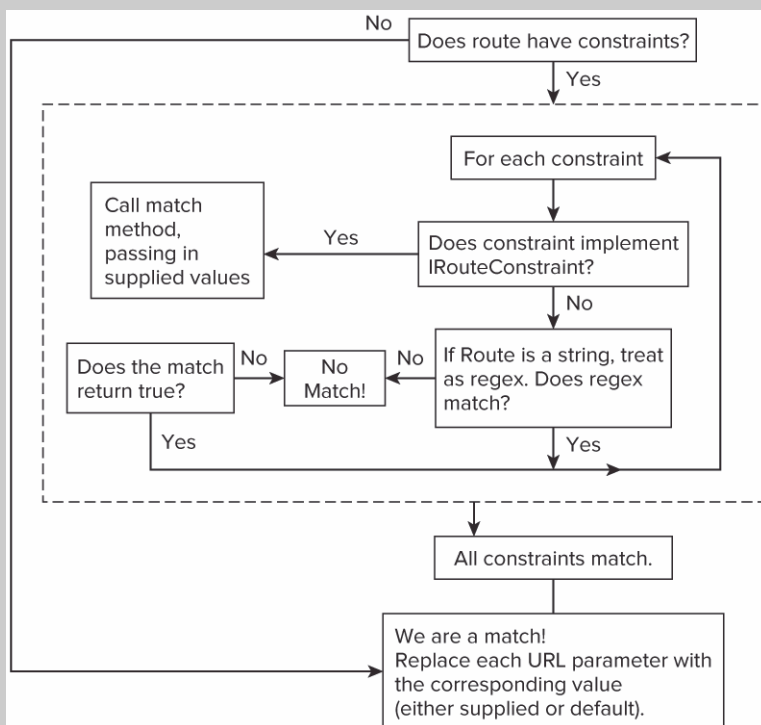 No
Does route have constraints?
Yes
For each constraint
Call match
method,
passing in
supplied values
Yes
Does constraint implement
IRouteConstraint?
No
Does the match
return true?
No
No
Match!
No
If Route is a string, treat
as regex. Does regex
match?
Yes
Yes
All constraints match.
We are a match!
Replace each URL parameter with
the corresponding value
(either supplied or default).